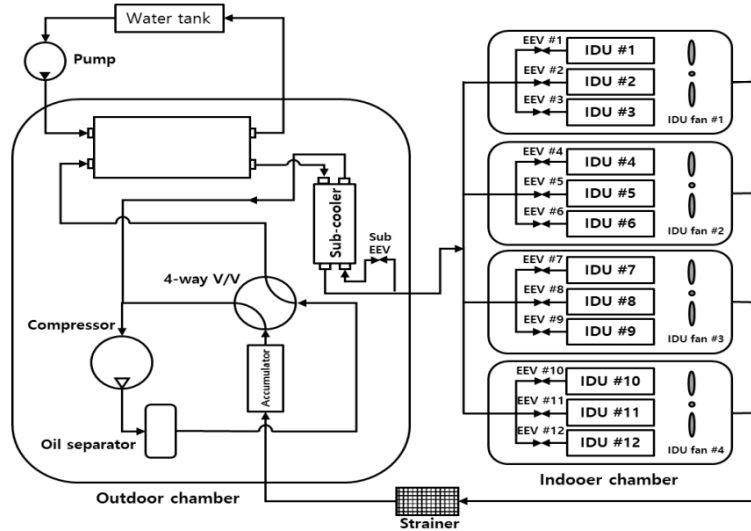 Water tank
Pump
Sub-cooler
Sub
EEV
4-way V/V
Compressor
Accumulator
Oil separator
Outdoor chamber
Strainer
EEV #1
IDU #1
EEV #2
IDU #2
EEV #3
IDU #3
IDU fan #1
EEV #4
IDU #4
EEV #5
IDU #5
EEV #6
IDU #6
IDU fan #2
EEV #7
IDU #7
EEV #8
IDU #8
EEV #9
IDU #9
IDU fan #3
EEV #10
IDU #10
EEV #11
IDU #11
EEV #12
IDU #12
IDU fan #4
Indooer chamber